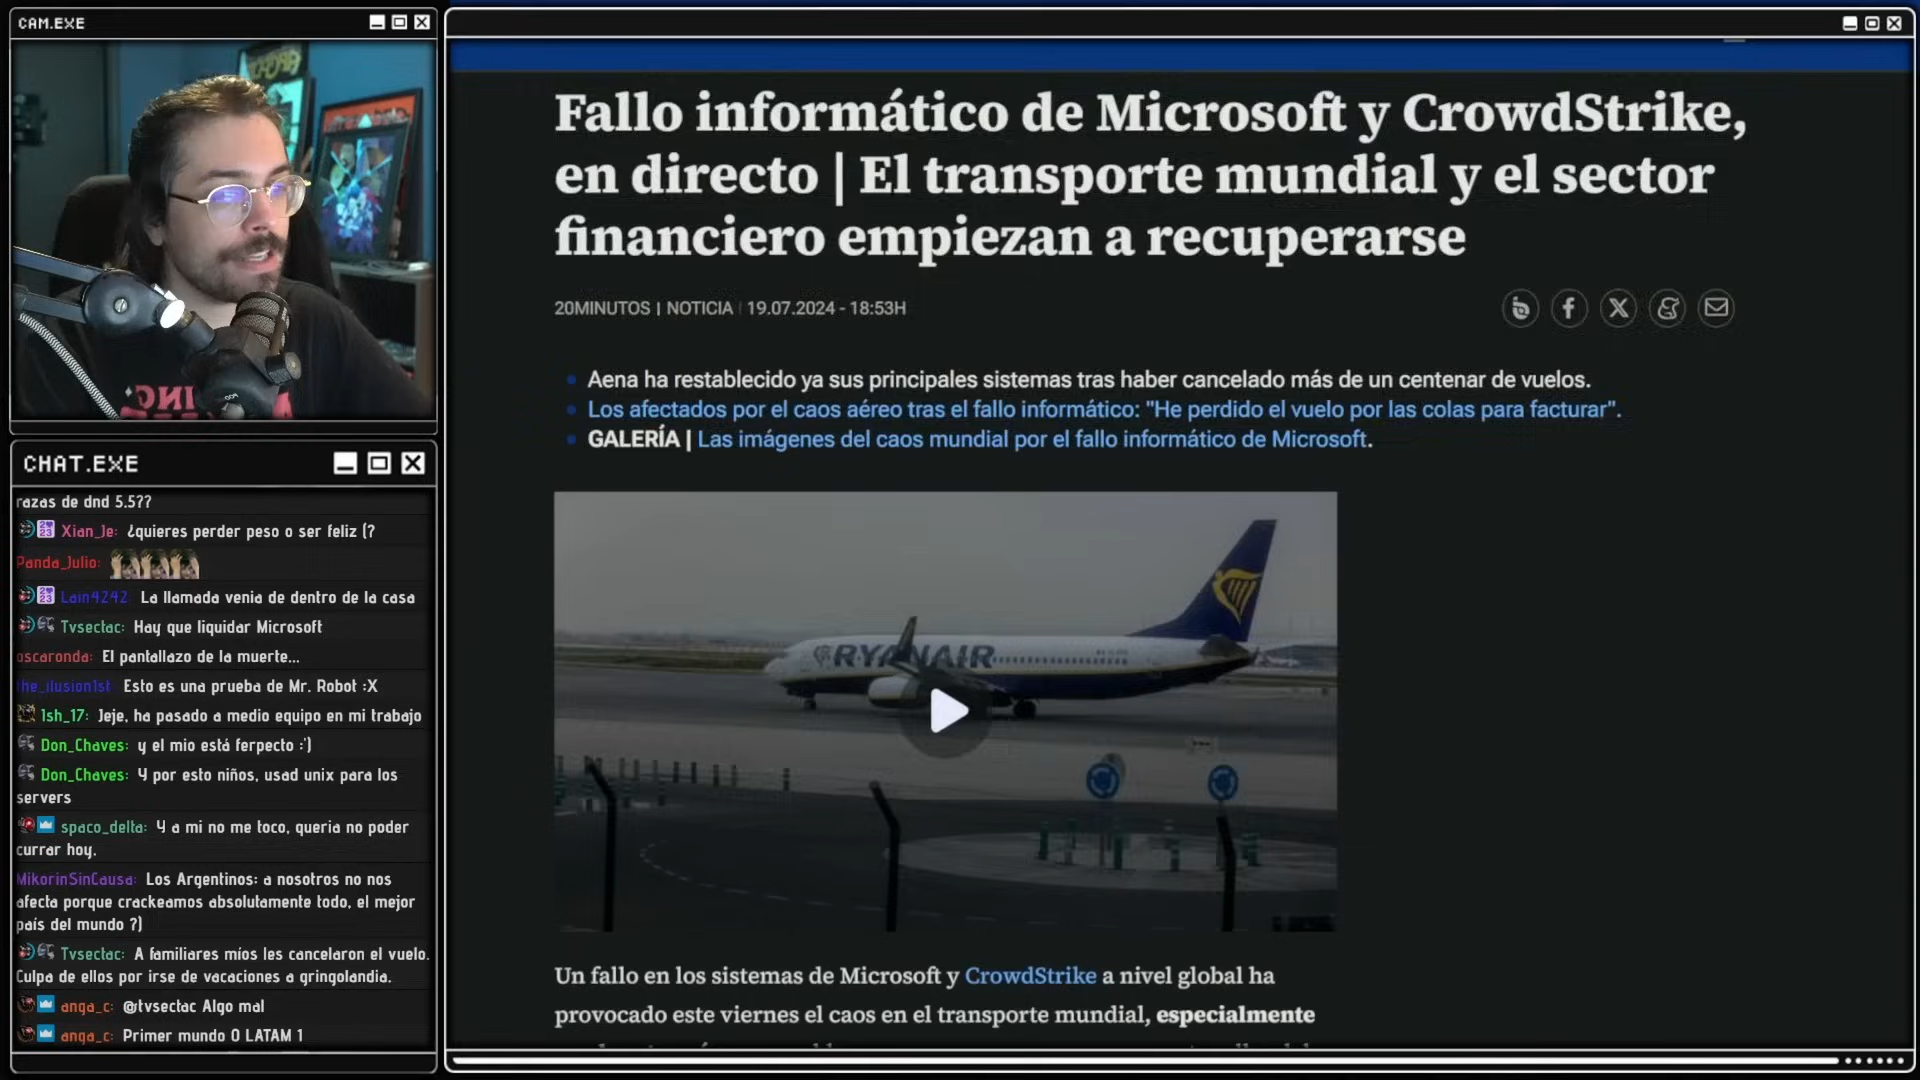 CAM.EXE
Fallo informático de Microsoft y CrowdStrike,
en directo | El transporte mundial y el sector
financiero empiezan a recuperarse
20MINUTOS | NOTICIA | 19.07.2024 - 18:53H
Aena ha restablecido ya sus principales sistemas tras haber cancelado más de un centenar de vuelos.
Los afectados por el caos aéreo tras el fallo informático: "He perdido el vuelo por las colas para facturar".
GALERÍA | Las imágenes del caos mundial por el fallo informático de Microsoft.
RYANAIR
Un fallo en los sistemas de Microsoft y CrowdStrike a nivel global ha
provocado este viernes el caos en el transporte mundial, especialmente
CHAT.EXE
razas de dnd 5.5??
Xian_Je: ¿quieres perder peso o ser feliz (?
Panda_Julio:
Lain4242: La llamada venia de dentro de la casa
Tvsectac: Hay que liquidar Microsoft
oscaronda: El pantallazo de la muerte...
the_ilusion1st: Esto es una prueba de Mr. Robot :X
1sh_17: Jeje, ha pasado a medio equipo en mi trabajo
Don_Chaves: y el mio está ferpecto :')
Don_Chaves: Y por esto niños, usad unix para los
servers
spaco_delta: Y a mi no me toco, queria no poder
currar hoy.
MikorinSinCausa: Los Argentinos: a nosotros no nos
afecta porque crackeamos absolutamente todo, el mejor
país del mundo ?)
Tvsectac: A familiares míos les cancelaron el vuelo.
Culpa de ellos por irse de vacaciones a gringolandia.
anga_c: @tvsectac Algo mal
anga_c: Primer mundo 0 LATAM 1